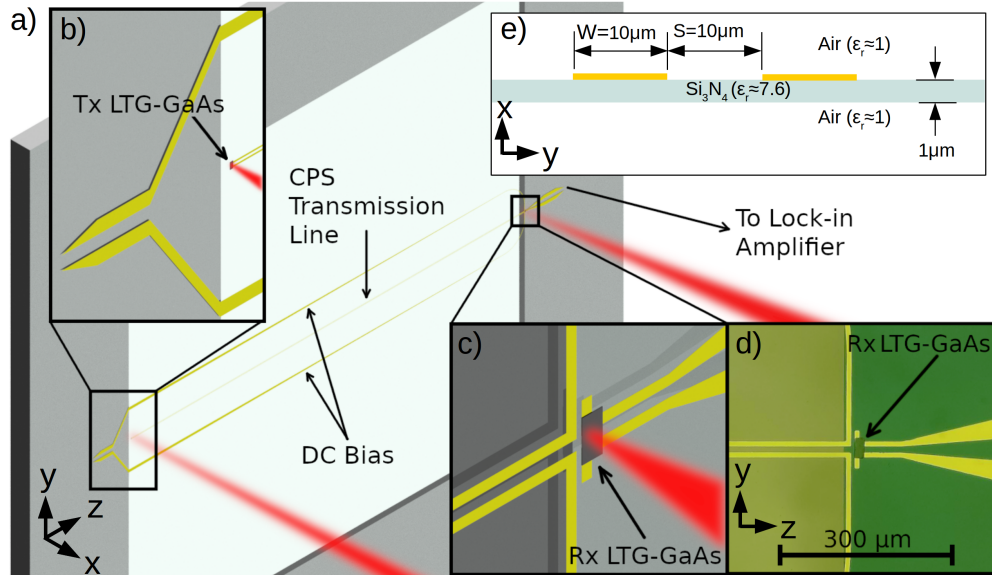 a)
b)
Tx LTG-GaAs
CPS
Transmission
Line
DC Bias
y
z
x
e)
W=10μm
S=10μm
Air (εr≈1)
Si3N4 (εr≈7.6)
Air (εr≈1)
1μm
x
y
To Lock-in
Amplifier
c)
Rx LTG-GaAs
d)
Rx LTG-GaAs
y
z
300 μm